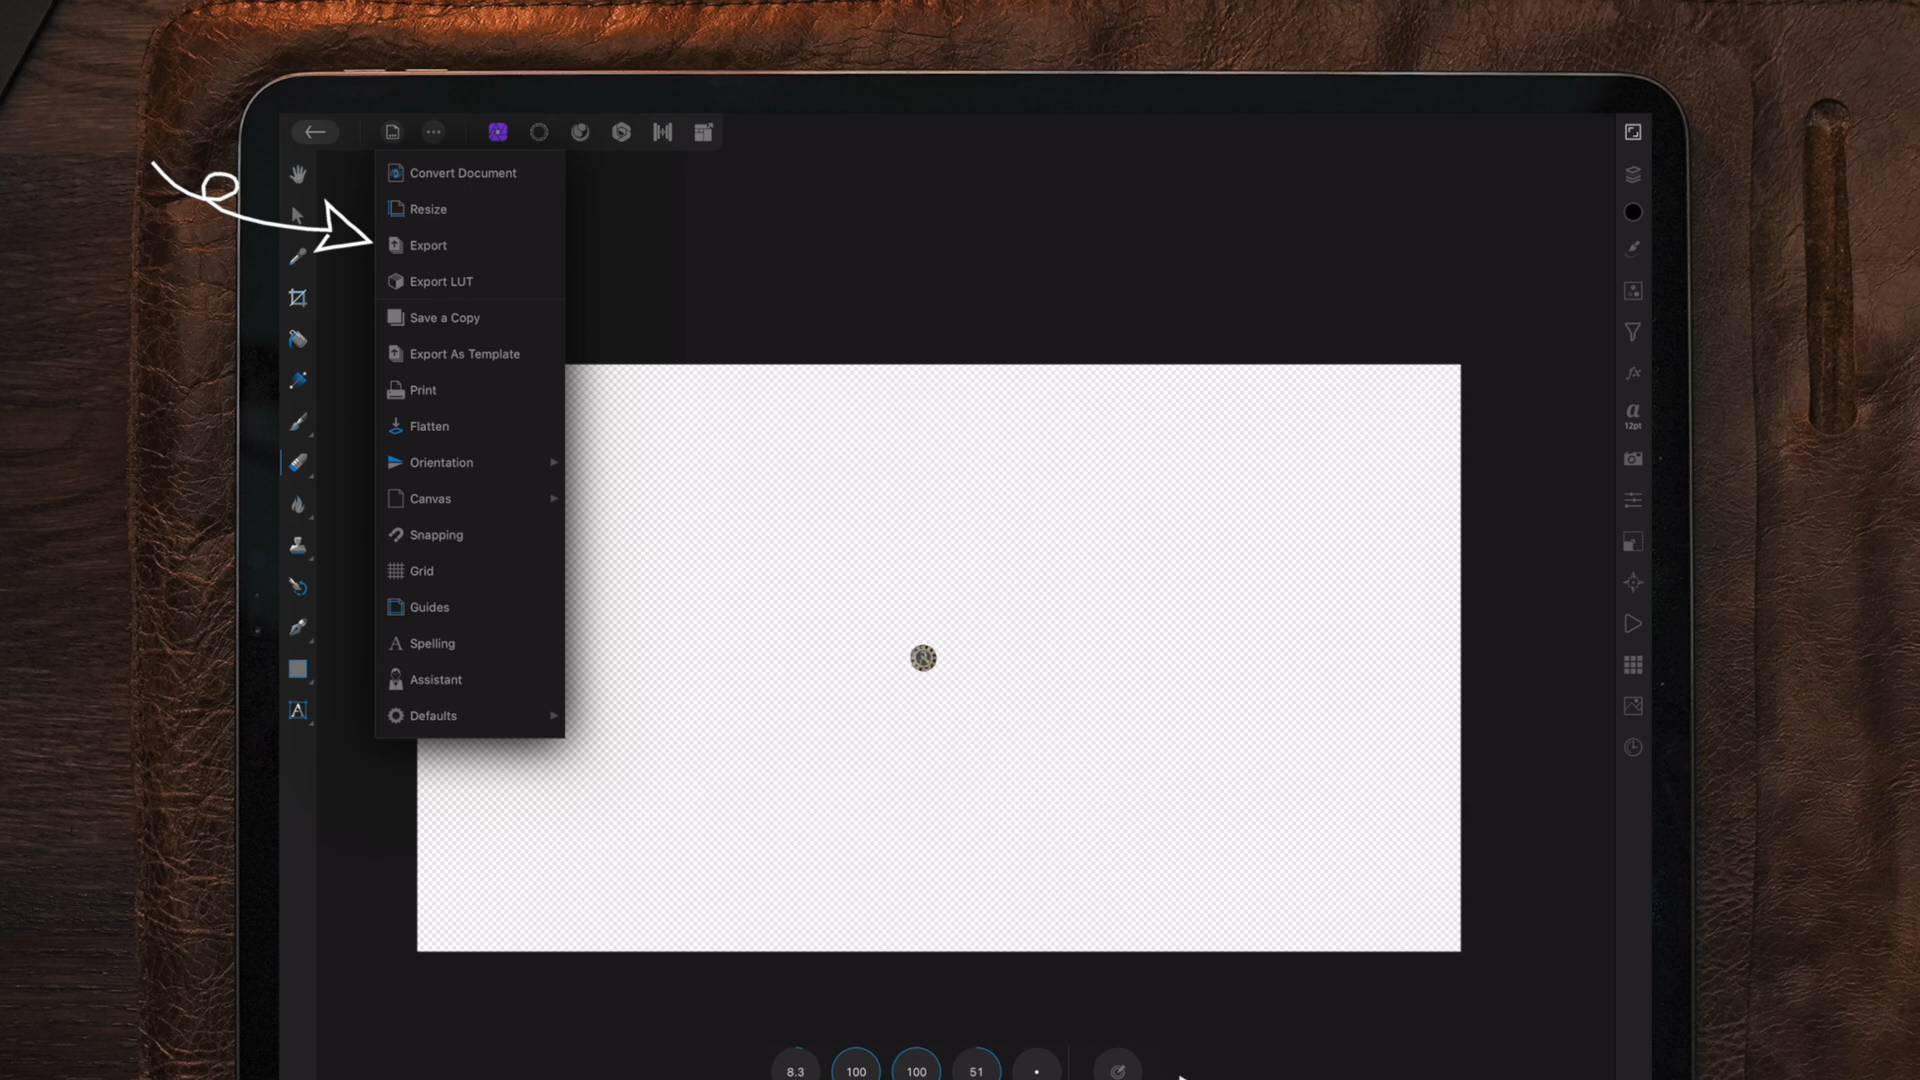 Convert Document
Resize
Export
Export LUT
Save a Copy
Export As Template
Print
Flatten
Orientation
Canvas
Snapping
Grid
Guides
A Spelling
Assistant
Defaults
a
12pt
fx
A
8.3
100
100
51